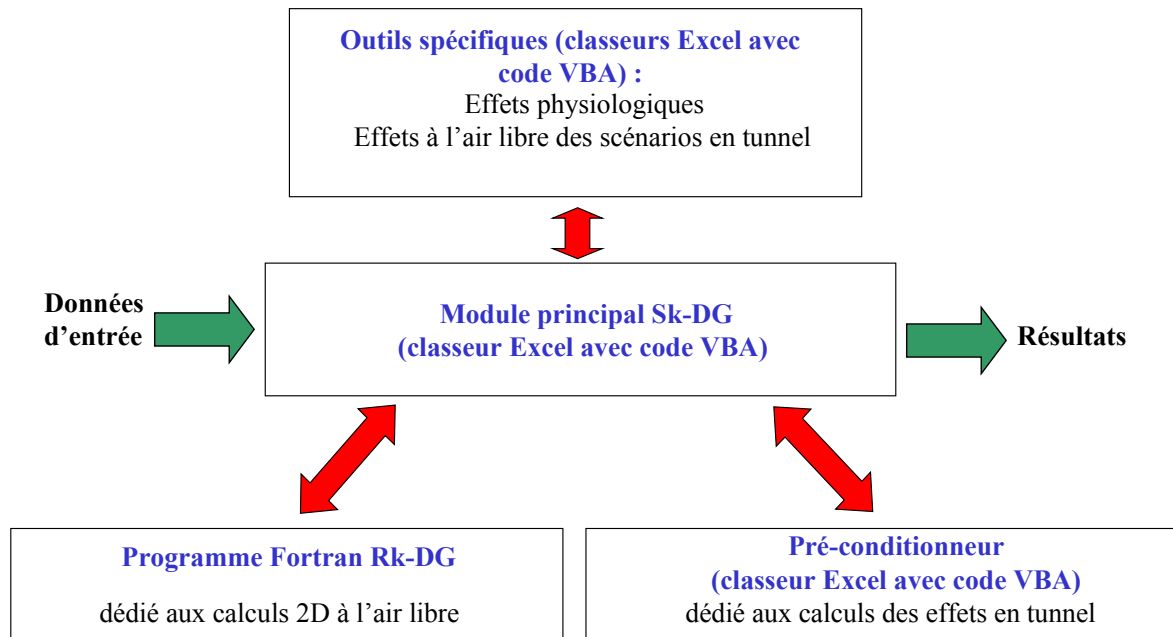 Outils spécifiques (classeurs Excel avec
code VBA) :
Effets physiologiques
Effets à l’air libre des scénarios en tunnel
Données
d’entrée
Module principal Sk-DG
(classeur Excel avec code VBA)
Résultats
Programme Fortran Rk-DG
dédié aux calculs 2D à l’air libre
Pré-conditionneur
(classeur Excel avec code VBA)
dédié aux calculs des effets en tunnel